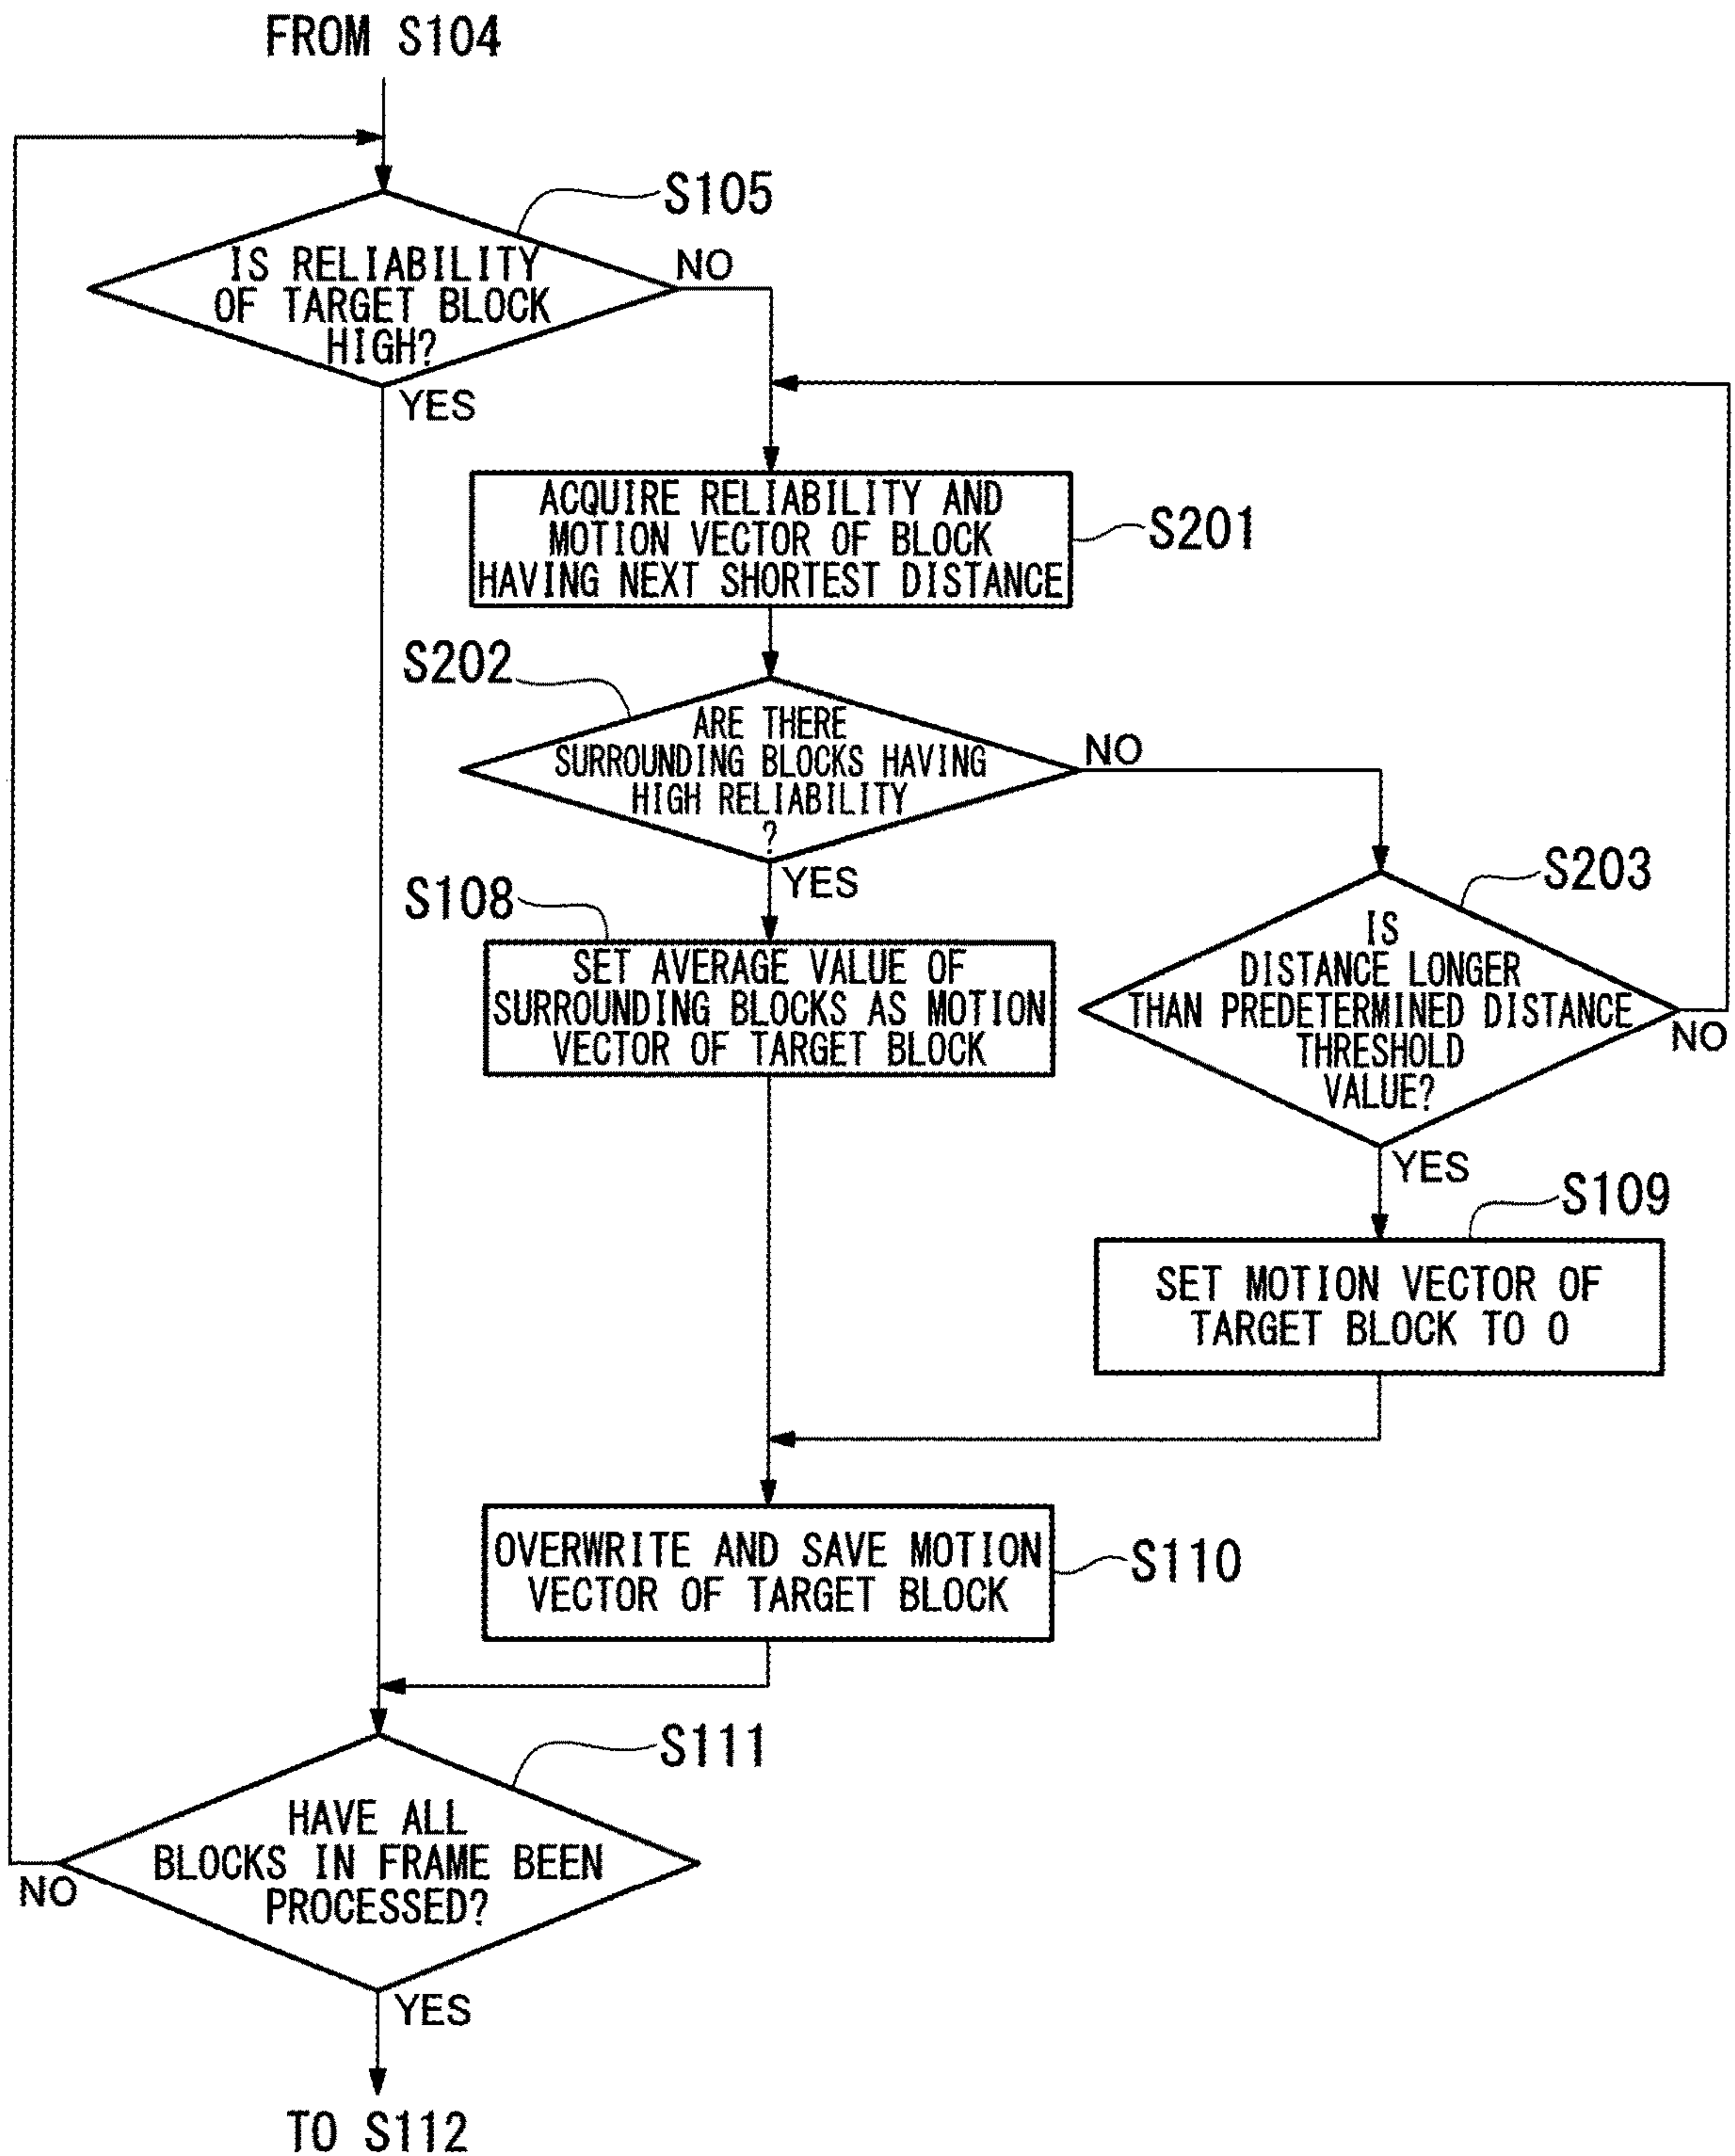 FROM S104
S105
IS RELIABILITY
OF TARGET BLOCK
HIGH?
NO
YES
ACQUIRE RELIABILITY AND
MOTION VECTOR OF BLOCK
HAVING NEXT SHORTEST DISTANCE
S201
S202
ARE THERE
SURROUNDING BLOCKS HAVING
HIGH RELIABILITY
?
NO
YES
S203
IS
DISTANCE LONGER
THAN PREDETERMINED DISTANCE
THRESHOLD
VALUE?
NO
YES
S108
SET AVERAGE VALUE OF
SURROUNDING BLOCKS AS MOTION
VECTOR OF TARGET BLOCK
S109
SET MOTION VECTOR OF
TARGET BLOCK TO 0
OVERWRITE AND SAVE MOTION
VECTOR OF TARGET BLOCK
S110
S111
HAVE ALL
BLOCKS IN FRAME BEEN
PROCESSED?
NO
YES
TO S112